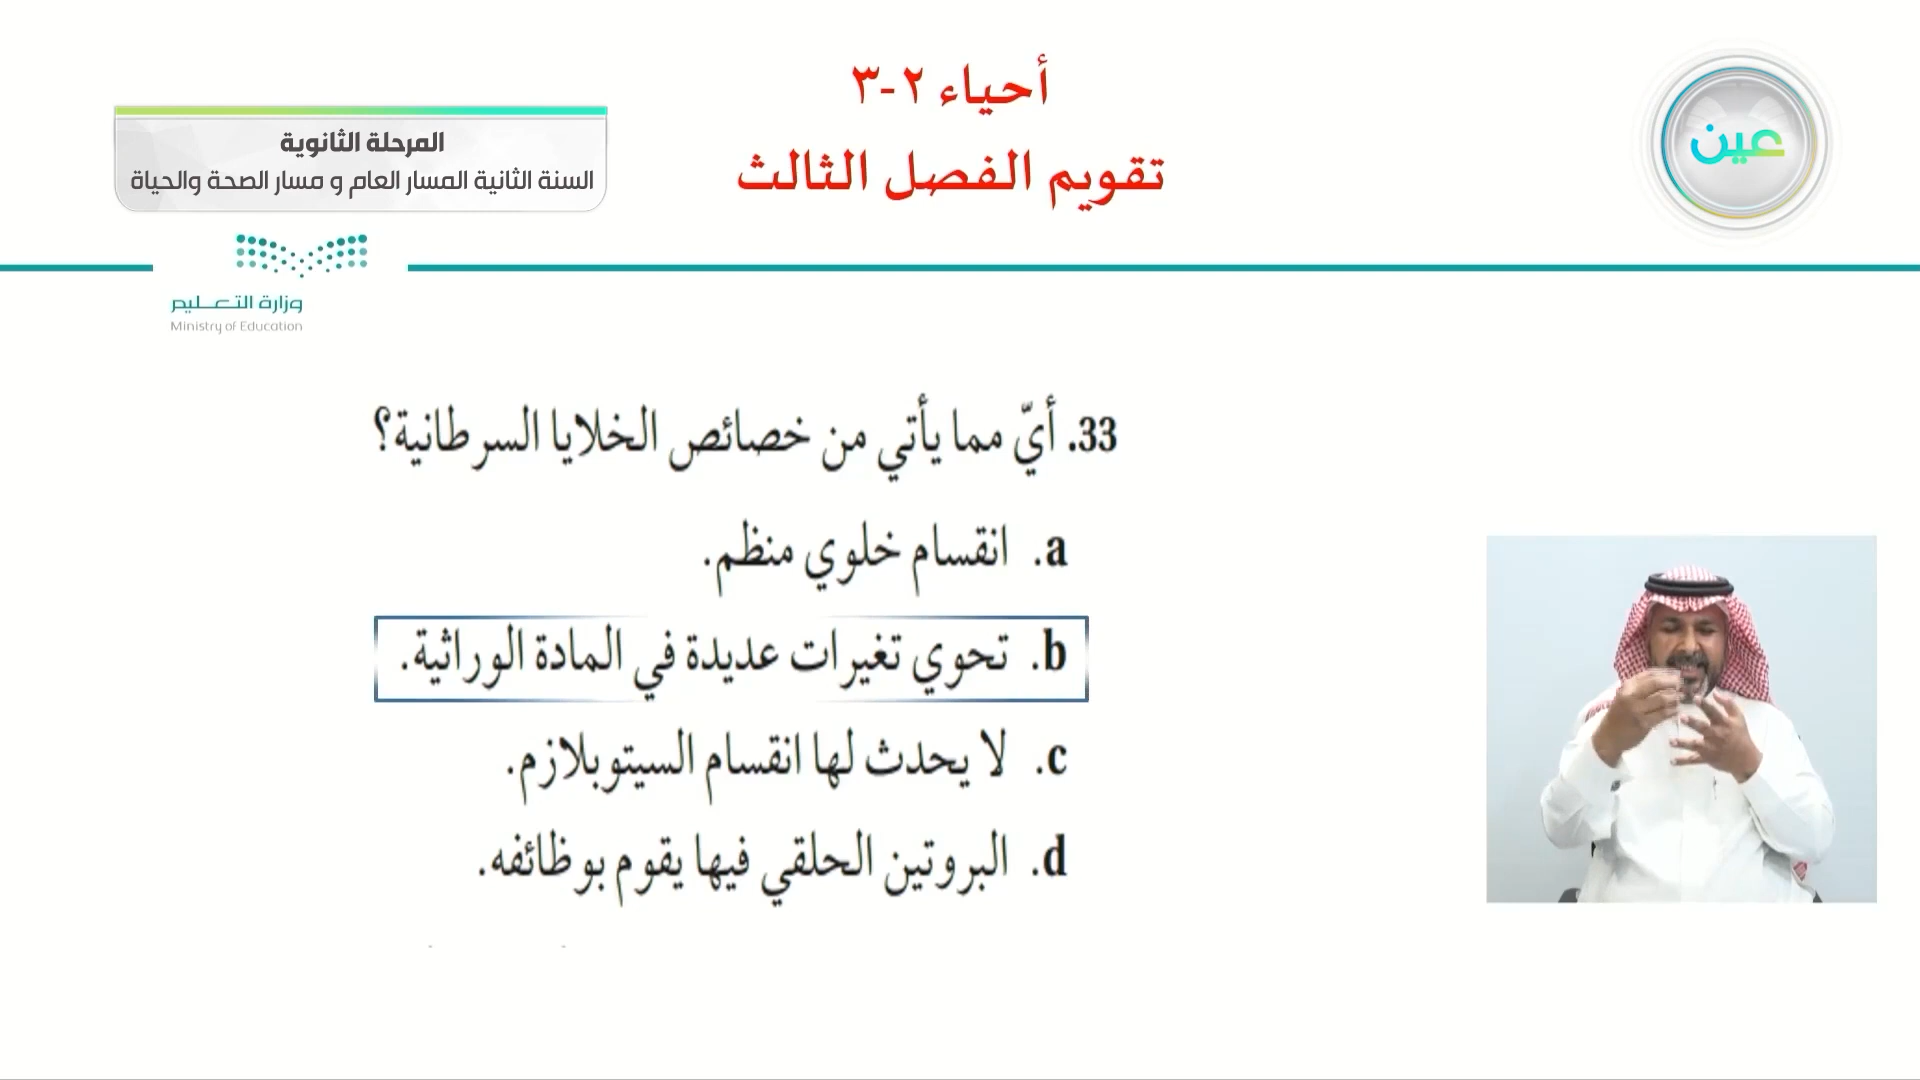 أحياء ٢-٣
تقويم الفصل الثالث
عين
المرحلة الثانوية
السنة الثانية المسار العام و مسار الصحة والحياة
وزارة التعليم
Ministry of Education
33. أيّ مما يأتي من خصائص الخلايا السرطانية؟
a. انقسام خلوي منظم.
b. تحوي تغيرات عديدة في المادة الوراثية.
c. لا يحدث لها انقسام السيتوبلازم.
d. البروتين الحلقي فيها يقوم بوظائفه.